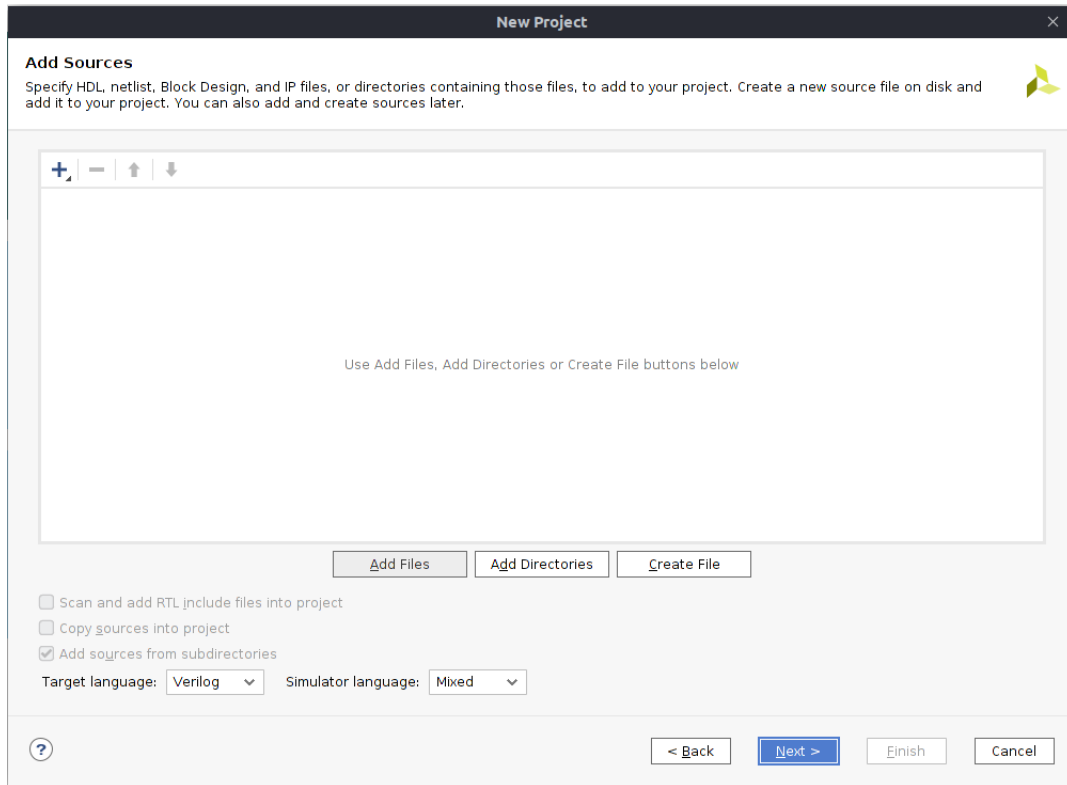 New Project
Add Sources
Specify HDL, netlist, Block Design, and IP files, or directories containing those files, to add to your project. Create a new source file on disk and
add it to your project. You can also add and create sources later.
Use Add Files, Add Directories or Create File buttons below
Add Files Add Directories Create File
Scan and add RTL include files into project
Copy sources into project
Add sources from subdirectories
Target language: Verilog Simulator language: Mixed
? < Back Next > Finish Cancel